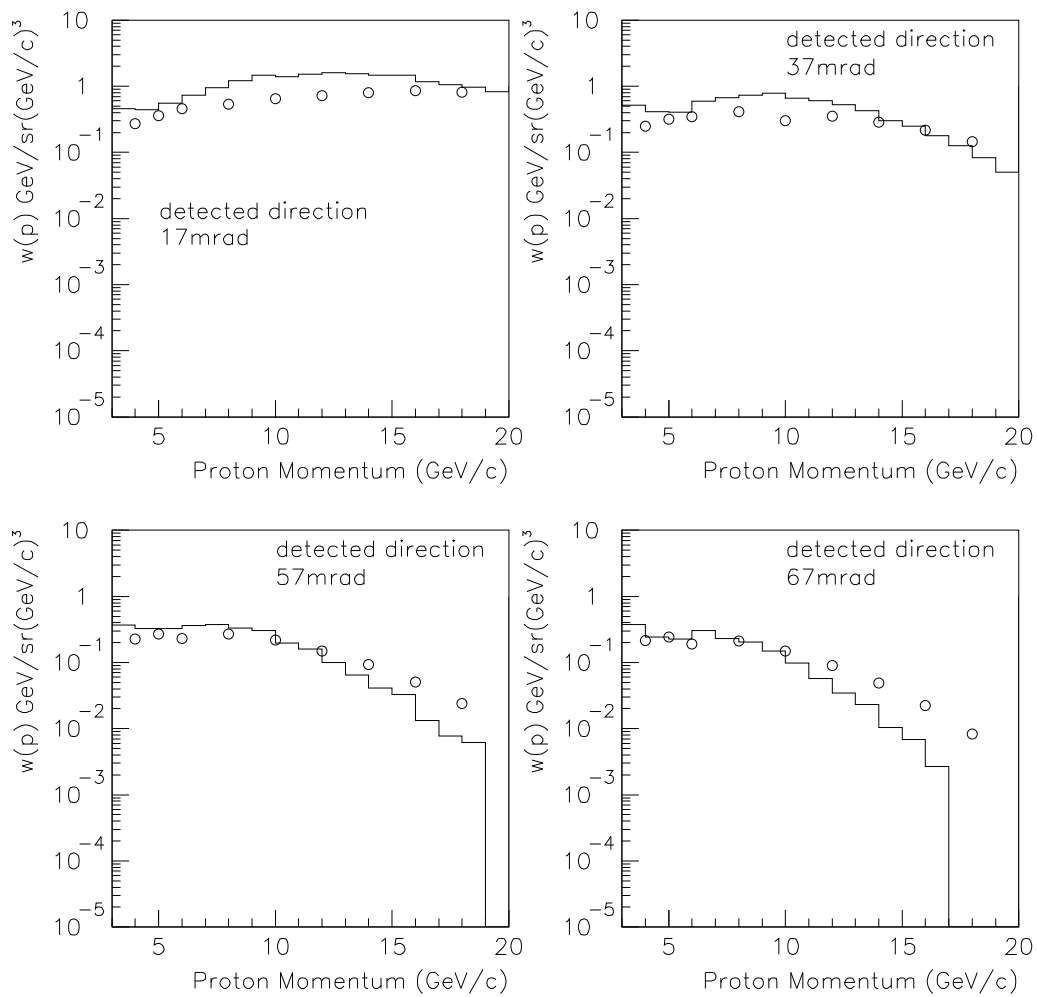 10
1
10⁻¹
10⁻²
10⁻³
10⁻⁴
10⁻⁵
w(p) GeV/sr(GeV/c)³
detected direction
17mrad
5 10 15 20
Proton Momentum (GeV/c)
10
1
10⁻¹
10⁻²
10⁻³
10⁻⁴
10⁻⁵
w(p) GeV/sr(GeV/c)³
detected direction
37mrad
5 10 15 20
Proton Momentum (GeV/c)
10
1
10⁻¹
10⁻²
10⁻³
10⁻⁴
10⁻⁵
w(p) GeV/sr(GeV/c)³
detected direction
57mrad
5 10 15 20
Proton Momentum (GeV/c)
10
1
10⁻¹
10⁻²
10⁻³
10⁻⁴
10⁻⁵
w(p) GeV/sr(GeV/c)³
detected direction
67mrad
5 10 15 20
Proton Momentum (GeV/c)